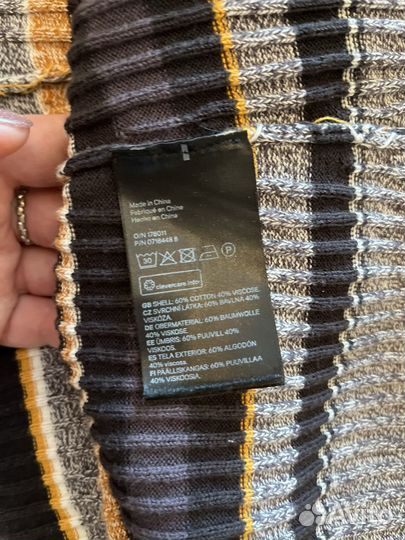 Made in China
Fabriqué en Chine
Hecho en China
O/N 178011
P/N 0718448 8
30
P
clevercare.info
GB SHELL: 60% COTTON 40% VISCOSE.
CZ SVRCHNÍ LÁTKA: 60% BAVLNA 40%
VISKÓZA.
DE OBERMATERIAL: 60% BAUMWOLLE
40% VISKOSE.
EE ÜMBRIS: 60% PUUVILL 40%
VISKOOS.
ES TELA EXTERIOR: 60% ALGODÓN
40% viscosa.
FI PÄÄLLISKANGAS: 60% PUUVILLAA
40% VISKOOSIA.
Avito